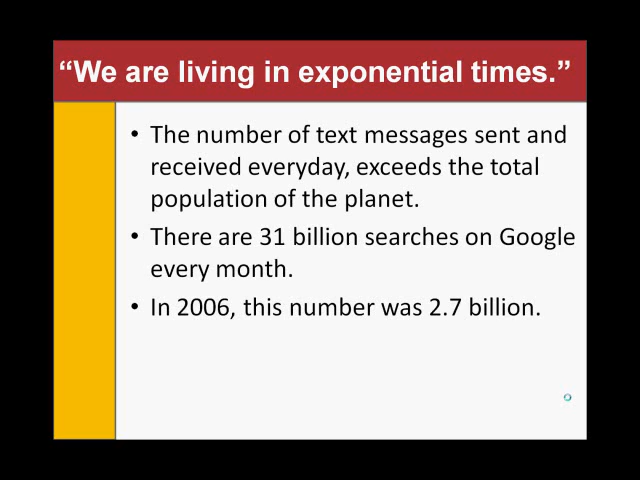 “We are living in exponential times.”
• The number of text messages sent and
received everyday, exceeds the total
population of the planet.
• There are 31 billion searches on Google
every month.
• In 2006, this number was 2.7 billion.